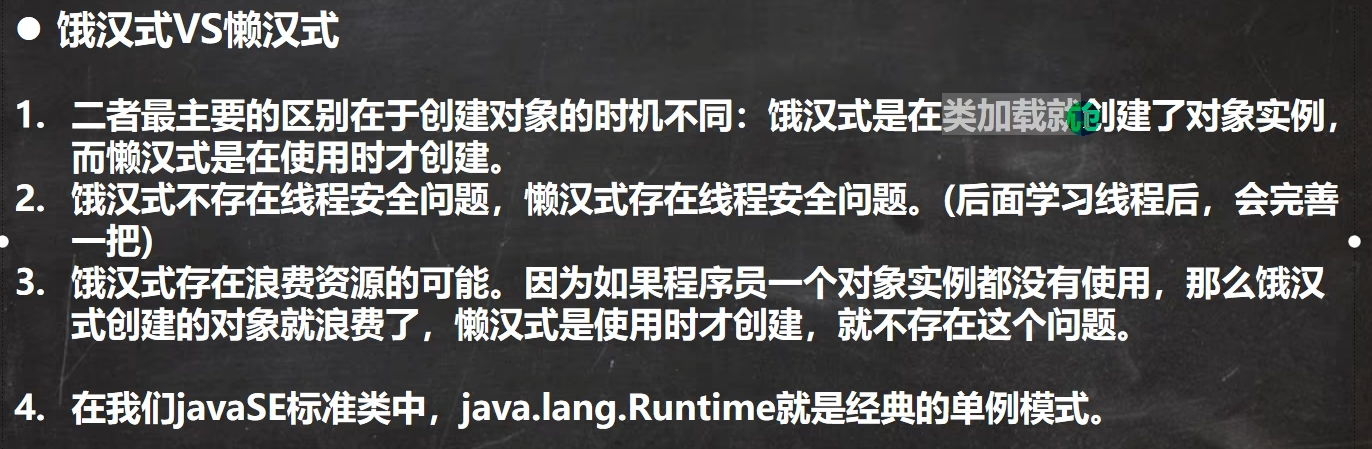 ● 饿汉式VS懒汉式
1. 二者最主要的区别在于创建对象的时机不同：饿汉式是在类加载就创建了对象实例，
而懒汉式是在使用时才创建。
2. 饿汉式不存在线程安全问题，懒汉式存在线程安全问题。(后面学习线程后，会完善
一把)
3. 饿汉式存在浪费资源的可能。因为如果程序员一个对象实例都没有使用，那么饿汉
式创建的对象就浪费了，懒汉式是使用时才创建，就不存在这个问题。
4. 在我们javaSE标准类中，java.lang.Runtime就是经典的单例模式。